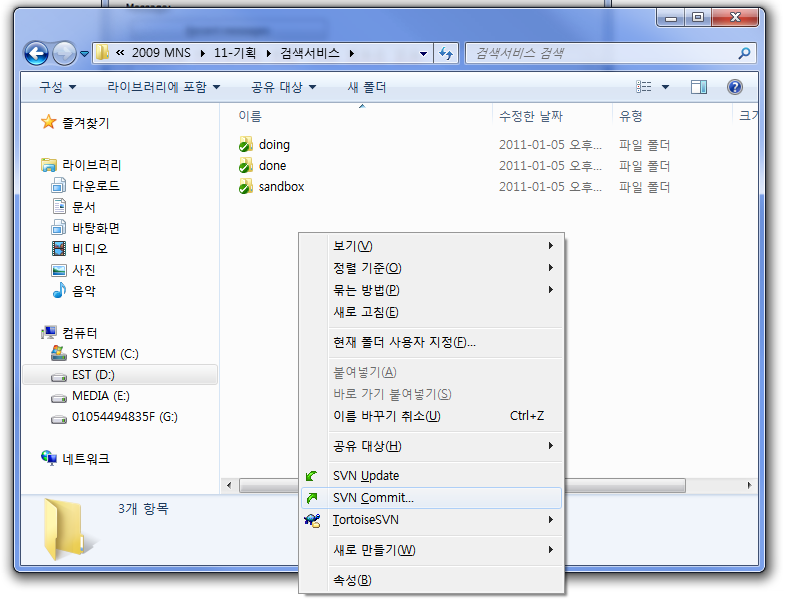 « 2009 MNS ▸ 11-기획 ▸ 검색서비스 ▸
검색서비스 검색
구성 ▼ 라이브러리에 포함 ▼ 공유 대상 ▼ 새 폴더
즐겨찾기
라이브러리
다운로드
문서
바탕화면
비디오
사진
음악
컴퓨터
SYSTEM (C:)
EST (D:)
MEDIA (E:)
01054494835F (G:)
네트워크
이름 수정한 날짜 유형 크기
doing 2011-01-05 오후... 파일 폴더
done 2011-01-05 오후... 파일 폴더
sandbox 2011-01-05 오후... 파일 폴더
보기(V)
정렬 기준(O)
묶는 방법(P)
새로 고침(E)
현재 폴더 사용자 지정(F)...
붙여넣기(A)
바로 가기 붙여넣기(S)
이름 바꾸기 취소(U) Ctrl+Z
공유 대상(H)
SVN Update
SVN Commit...
TortoiseSVN
새로 만들기(W)
속성(B)
3개 항목